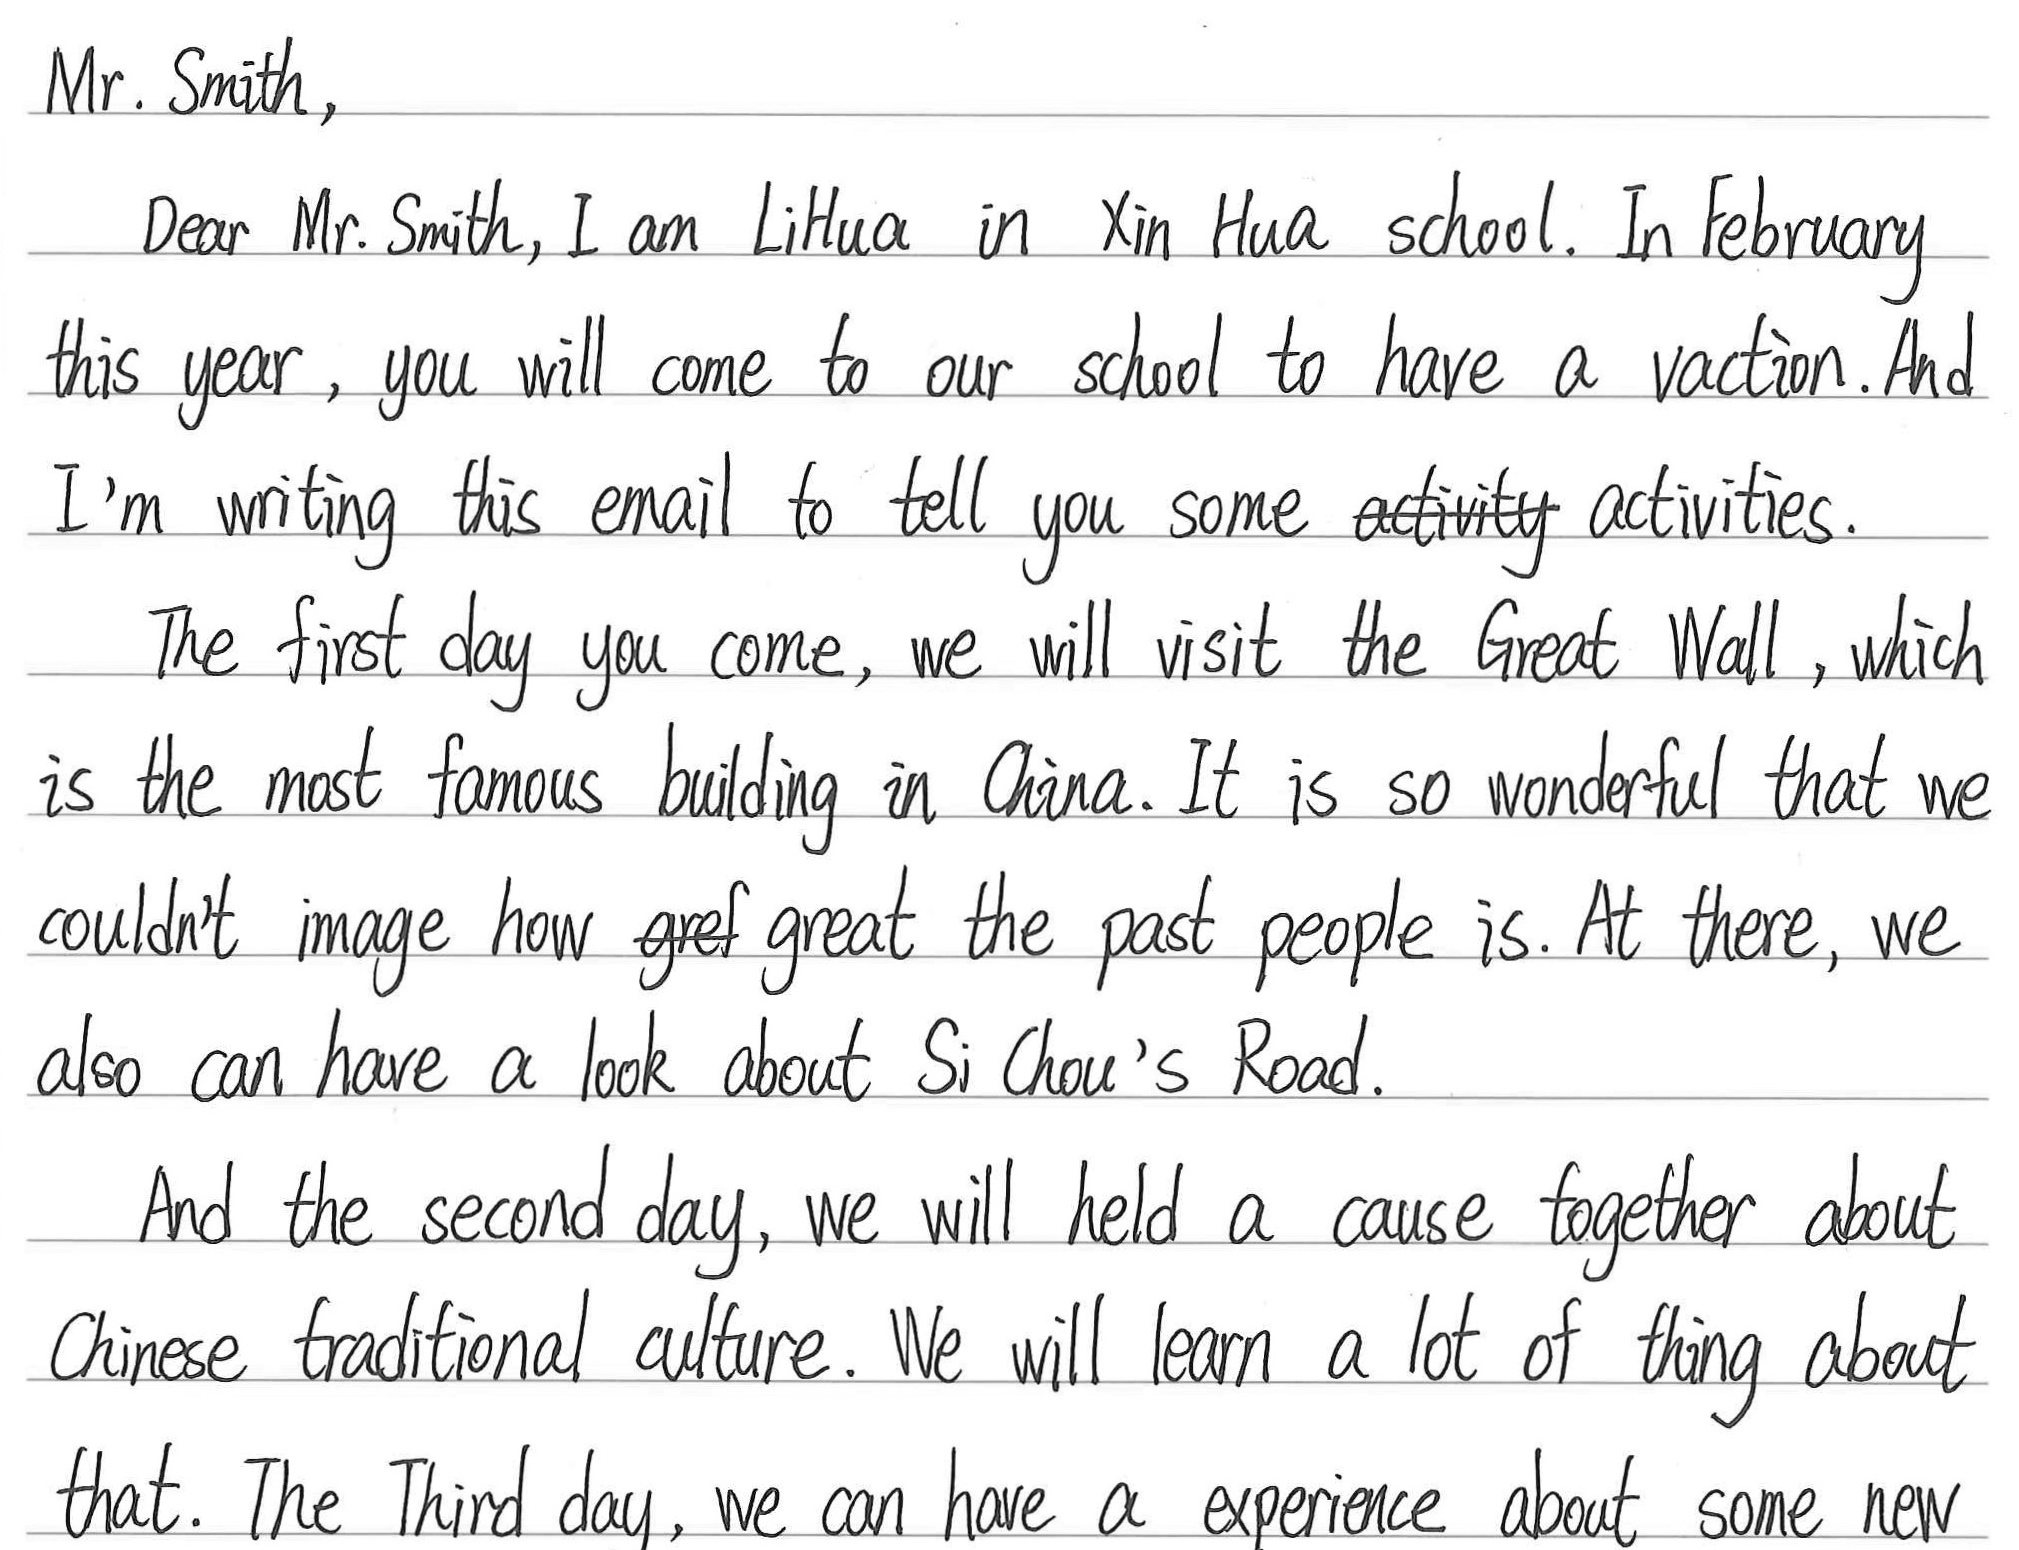 Mr. Smith,
Dear Mr. Smith, I am LiHua in Xin Hua school. In February
this year, you will come to our school to have a vaction. And
I'm writing this email to tell you some activity activities.
The first day you come, we will visit the Great Wall, which
is the most famous building in China. It is so wonderful that we
couldn't image how gref great the past people is. At there, we
also can have a look about Si Chou's Road.
And the second day, we will held a cause together about
Chinese traditional culture. We will learn a lot of thing about
that. The Third day, we can have a experience about some new